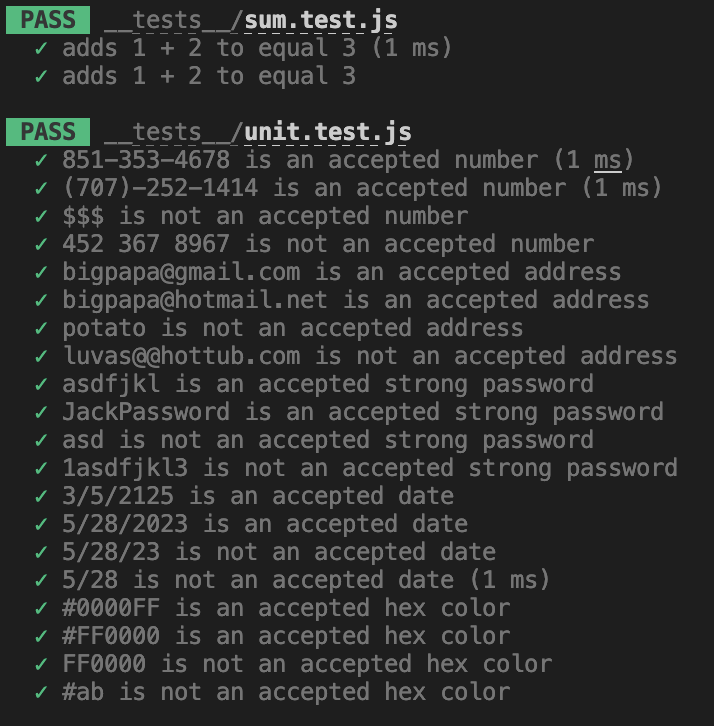 PASS __tests__/sum.test.js
✓ adds 1 + 2 to equal 3 (1 ms)
✓ adds 1 + 2 to equal 3
PASS __tests__/unit.test.js
✓ 851-353-4678 is an accepted number (1 ms)
✓ (707)-252-1414 is an accepted number (1 ms)
✓ $$$ is not an accepted number
✓ 452 367 8967 is not an accepted number
✓ bigpapa@gmail.com is an accepted address
✓ bigpapa@hotmail.net is an accepted address
✓ potato is not an accepted address
✓ luvas@@hottub.com is not an accepted address
✓ asdfjkl is an accepted strong password
✓ JackPassword is an accepted strong password
✓ asd is not an accepted strong password
✓ 1asdfjkl3 is not an accepted strong password
✓ 3/5/2125 is an accepted date
✓ 5/28/2023 is an accepted date
✓ 5/28/23 is not an accepted date
✓ 5/28 is not an accepted date (1 ms)
✓ #0000FF is an accepted hex color
✓ #FF0000 is an accepted hex color
✓ FF0000 is not an accepted hex color
✓ #ab is not an accepted hex color